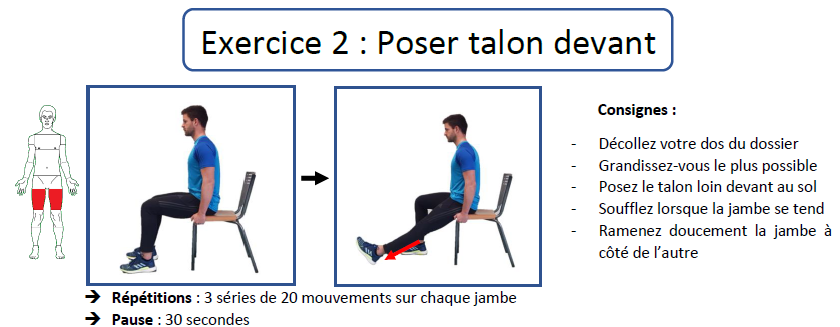 Exercice 2 : Poser talon devant
Consignes :
- Décollez votre dos du dossier
- Grandissez-vous le plus possible
- Posez le talon loin devant au sol
- Soufflez lorsque la jambe se tend
- Ramenez doucement la jambe à
côté de l’autre
➔ Répétitions : 3 séries de 20 mouvements sur chaque jambe
➔ Pause : 30 secondes